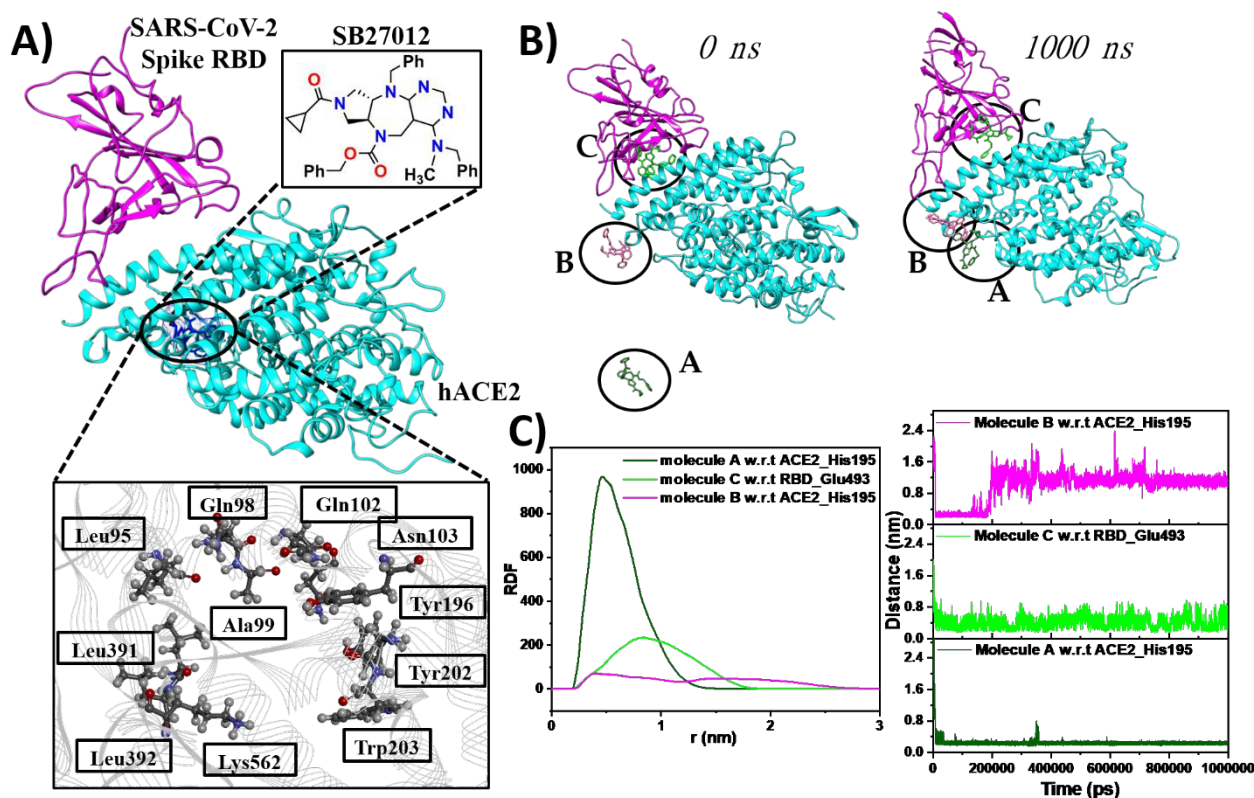 A)
SARS-CoV-2
Spike RBD
SB27012
Ph
O
N
N
N
N
N
N
O
O
Ph
N
H₃C
Ph
hACE2
Gln98
Gln102
Leu95
Asn103
Ala99
Tyr196
Leu391
Tyr202
Leu392
Lys562
Trp203
B)
0 ns
1000 ns
C
B
A
C
B
A
C)
1000
800
600
400
200
0
RDF
molecule A w.r.t ACE2_His195
molecule C w.r.t RBD_Glu493
molecule B w.r.t ACE2_His195
0
1
2
3
r (nm)
Molecule B w.r.t ACE2_His195
2.4
1.6
0.8
0.0
Molecule C w.r.t RBD_Glu493
2.4
1.6
0.8
0.0
Molecule A w.r.t ACE2_His195
2.4
1.6
0.8
0.0
Distance (nm)
0
200000
400000
600000
800000
1000000
Time (ps)